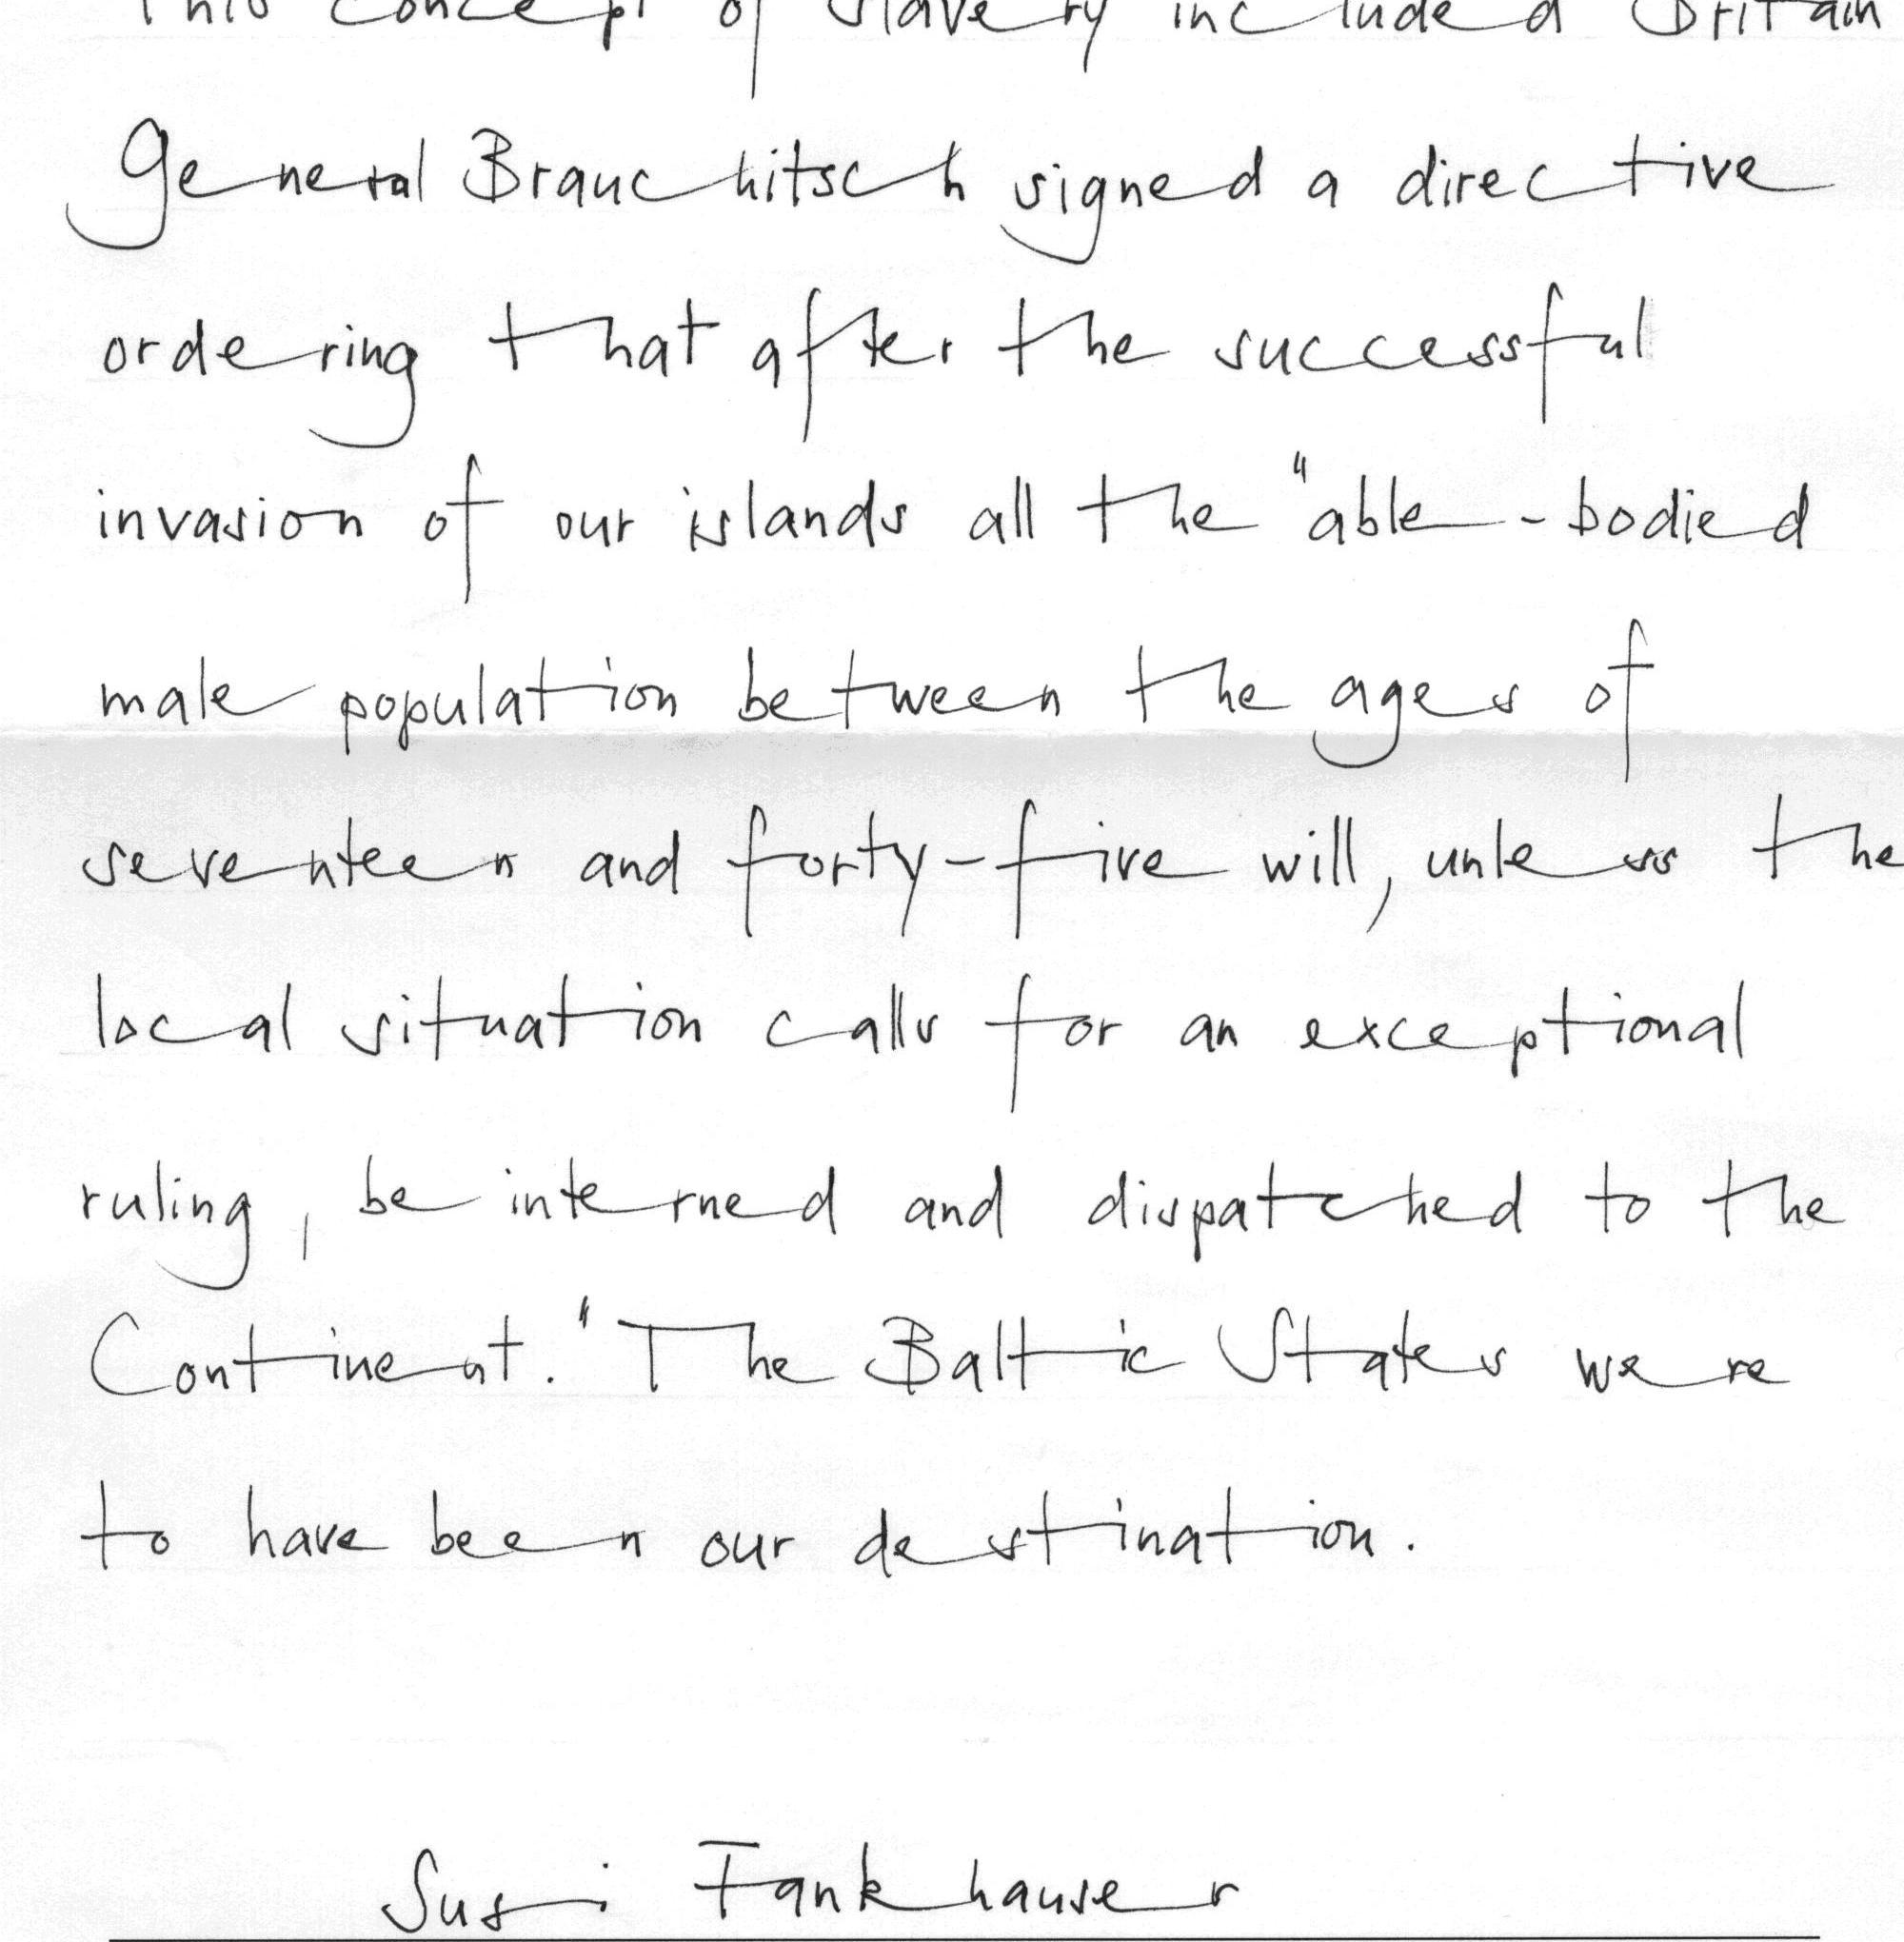 This concept of slavery included Britain
General Brauchitsch signed a directive
ordering that after the successful
invasion of our islands all the "able-bodied
male population between the ages of
seventeen and forty-five will, unless the
local situation calls for an exceptional
ruling, be interned and dispatched to the
Continent." The Baltic States were
to have been our destination.
Susi Fankhauser